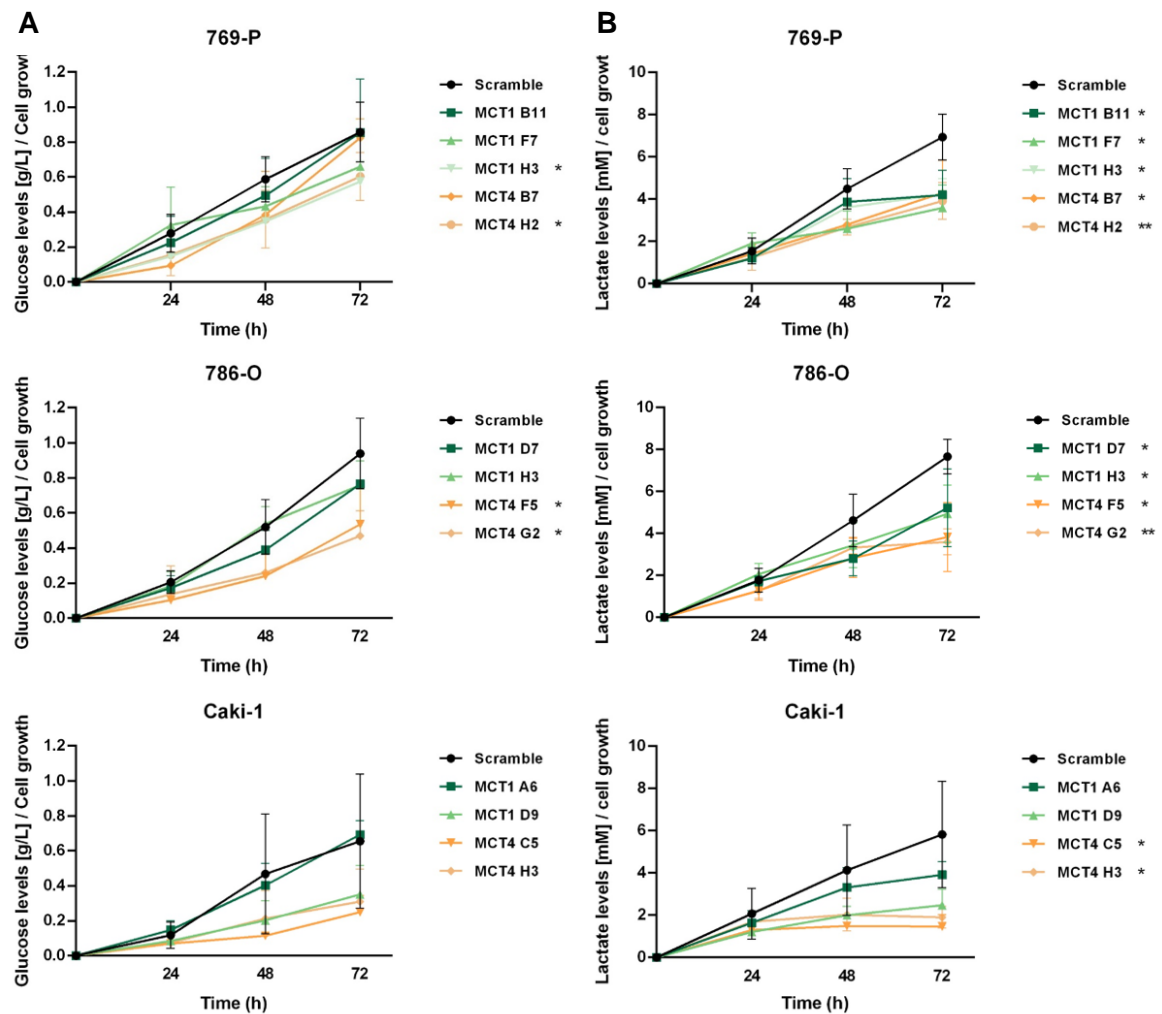 A
769-P
Glucose levels [g/L] / Cell growt
1.2
1.0
0.8
0.6
0.4
0.2
0.0
24
48
72
Time (h)
Scramble
MCT1 B11
MCT1 F7
MCT1 H3 *
MCT4 B7
MCT4 H2 *
B
769-P
Lactate levels [mM] / cell growt
10
8
6
4
2
0
24
48
72
Time (h)
Scramble
MCT1 B11 *
MCT1 F7 *
MCT1 H3 *
MCT4 B7 *
MCT4 H2 **
786-O
Glucose levels [g/L] / Cell growth
1.2
1.0
0.8
0.6
0.4
0.2
0.0
24
48
72
Time (h)
Scramble
MCT1 D7
MCT1 H3
MCT4 F5 *
MCT4 G2 *
786-O
Lactate levels [mM] / cell growth
10
8
6
4
2
0
24
48
72
Time (h)
Scramble
MCT1 D7 *
MCT1 H3 *
MCT4 F5 *
MCT4 G2 **
Caki-1
Glucose levels [g/L] / Cell growth
1.2
1.0
0.8
0.6
0.4
0.2
0.0
24
48
72
Time (h)
Scramble
MCT1 A6
MCT1 D9
MCT4 C5
MCT4 H3
Caki-1
Lactate levels [mM] / cell growth
10
8
6
4
2
0
24
48
72
Time (h)
Scramble
MCT1 A6
MCT1 D9
MCT4 C5 *
MCT4 H3 *